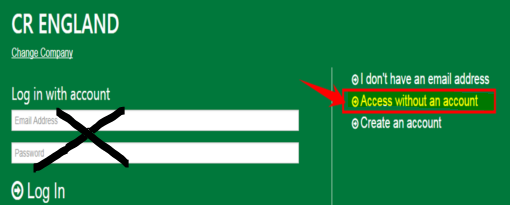 CR ENGLAND
Change Company
Log in with account
Email Address
Password
Log In
I don't have an email address
Access without an account
Create an account